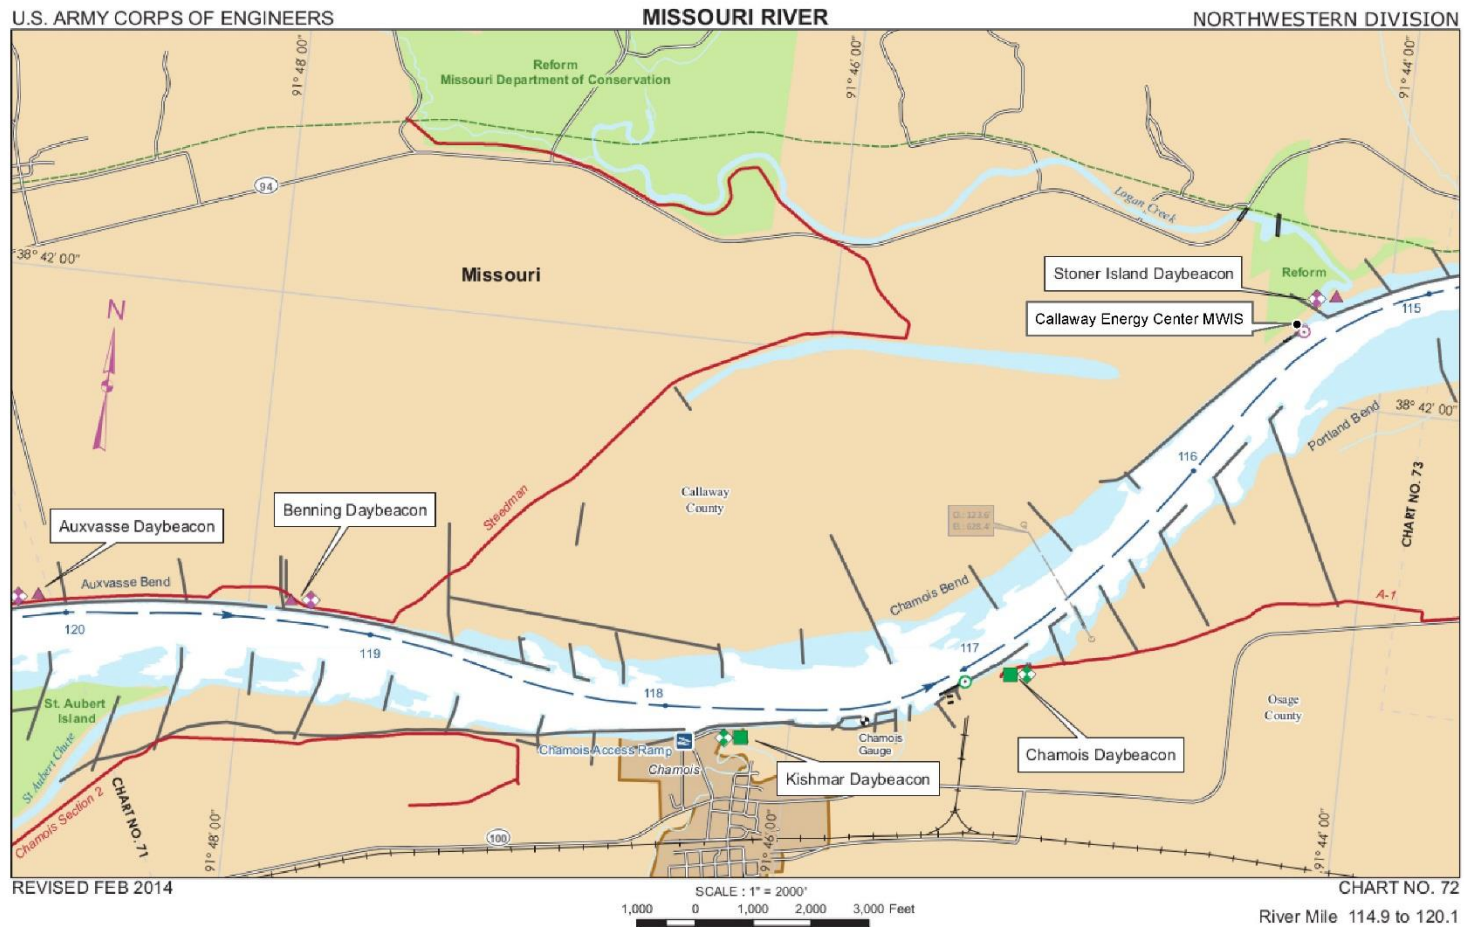 U.S. ARMY CORPS OF ENGINEERS
MISSOURI RIVER
NORTHWESTERN DIVISION
91° 48' 00"
Reform
Missouri Department of Conservation
91° 46' 00"
91° 44' 00"
94
Logan Creek
38° 42' 00"
Missouri
Stoner Island Daybeacon
Reform
Callaway Energy Center MWIS
115
N
38° 42' 00"
Portland Bend
116
CHART NO. 73
Steedman
Callaway
County
Benning Daybeacon
Auxvasse Daybeacon
Auxvasse Bend
Chamois Bend
A-1
120
119
118
117
St. Aubert
Island
St Aubert Chute
Osage
County
Chamois Access Ramp
Chamois
Gauge
Chamois Daybeacon
Chamois
Kishmar Daybeacon
Chamois Section 2
CHART NO. 71
91° 48' 00"
100
91° 46' 00"
91° 44' 00"
REVISED FEB 2014
SCALE : 1" = 2000'
CHART NO. 72
1,000 0 1,000 2,000 3,000 Feet
River Mile 114.9 to 120.1